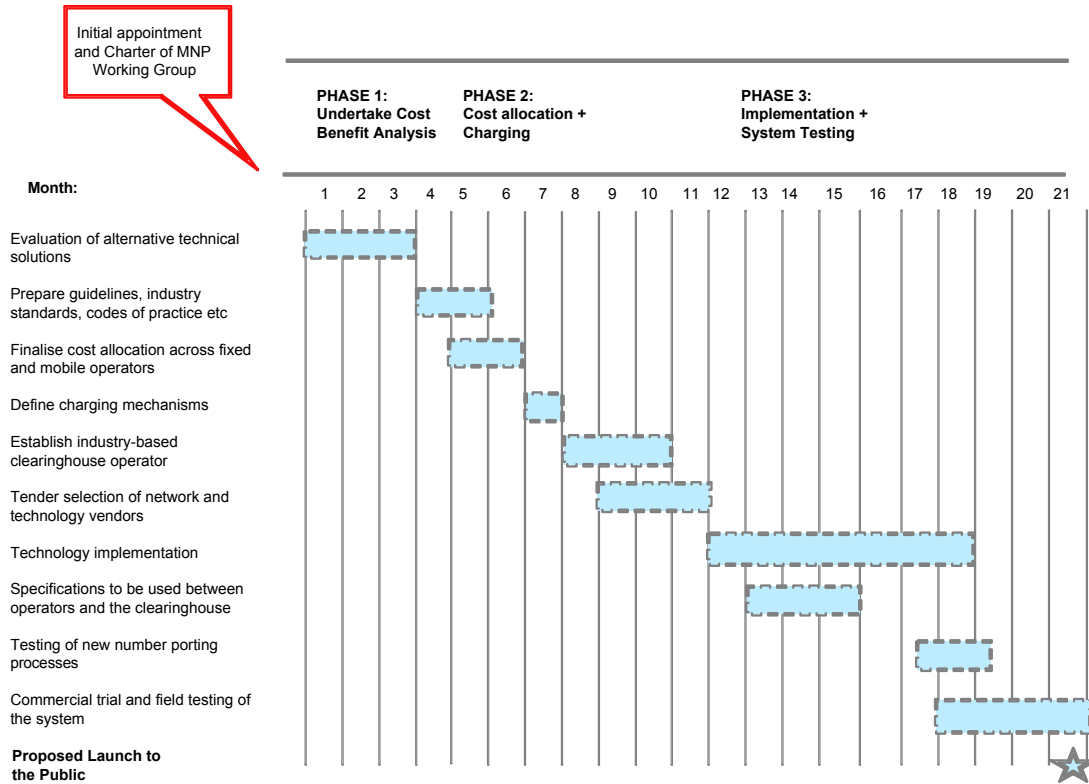 Initial appointment
and Charter of MNP
Working Group
PHASE 1:
Undertake Cost
Benefit Analysis
PHASE 2:
Cost allocation +
Charging
PHASE 3:
Implementation +
System Testing
Month:
1 2 3 4 5 6 7 8 9 10 11 12 13 14 15 16 17 18 19 20 21
Evaluation of alternative technical
solutions
Prepare guidelines, industry
standards, codes of practice etc
Finalise cost allocation across fixed
and mobile operators
Define charging mechanisms
Establish industry-based
clearinghouse operator
Tender selection of network and
technology vendors
Technology implementation
Specifications to be used between
operators and the clearinghouse
Testing of new number porting
processes
Commercial trial and field testing of
the system
Proposed Launch to
the Public